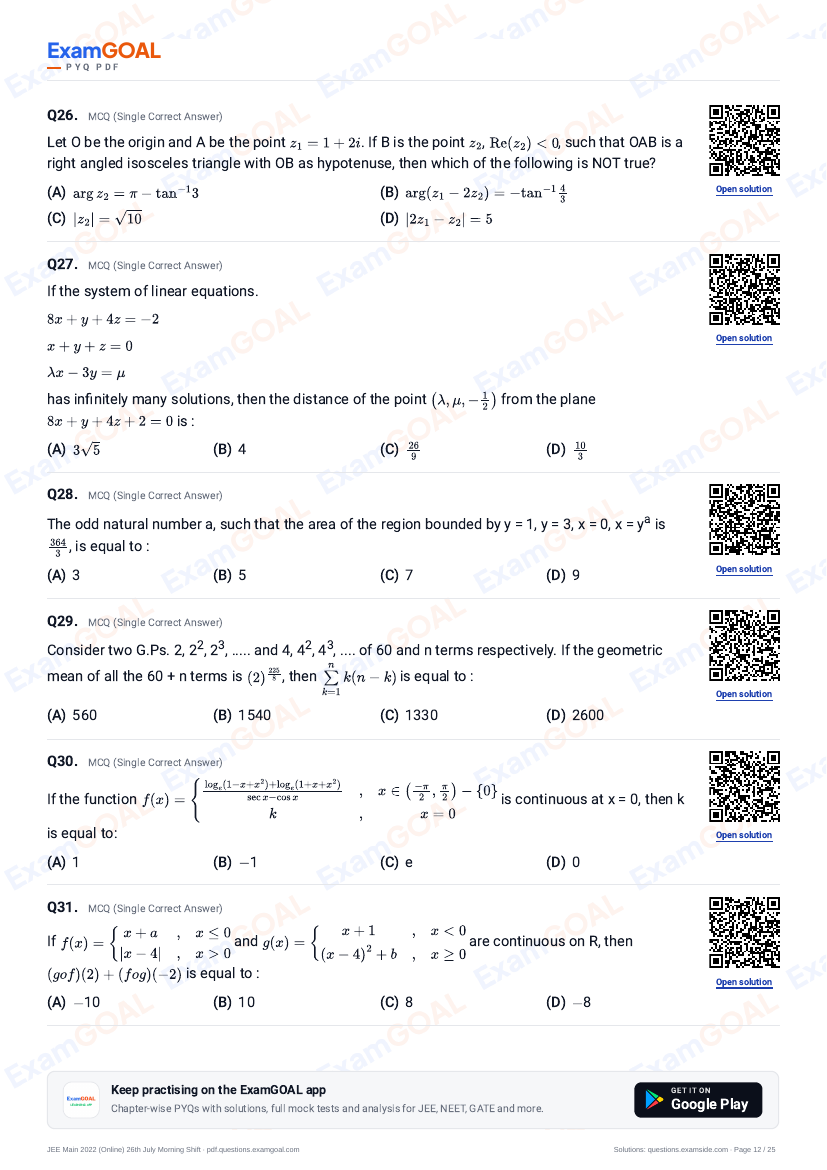 ExamGOAL
PYQ PDF
Q26. MCQ (Single Correct Answer)
Let O be the origin and A be the point z₁ = 1 + 2i. If B is the point z₂, Re(z₂) < 0, such that OAB is a
right angled isosceles triangle with OB as hypotenuse, then which of the following is NOT true?
(A) arg z₂ = π − tan⁻¹3 (B) arg(z₁ − 2z₂) = −tan⁻¹ 4/3
(C) |z₂| = √10 (D) |2z₁ − z₂| = 5
Open solution
Q27. MCQ (Single Correct Answer)
If the system of linear equations.
8x + y + 4z = −2
x + y + z = 0
λx − 3y = μ
has infinitely many solutions, then the distance of the point (λ, μ, −1/2) from the plane
8x + y + 4z + 2 = 0 is :
(A) 3√5 (B) 4 (C) 26/9 (D) 10/3
Open solution
Q28. MCQ (Single Correct Answer)
The odd natural number a, such that the area of the region bounded by y = 1, y = 3, x = 0, x = yᵃ is
364/3, is equal to :
(A) 3 (B) 5 (C) 7 (D) 9
Open solution
Q29. MCQ (Single Correct Answer)
Consider two G.Ps. 2, 2², 2³, ..... and 4, 4², 4³, .... of 60 and n terms respectively. If the geometric
mean of all the 60 + n terms is (2)^(225/8), then ∑_{k=1}^{n} k(n − k) is equal to :
(A) 560 (B) 1540 (C) 1330 (D) 2600
Open solution
Q30. MCQ (Single Correct Answer)
If the function f(x) = { (logₑ(1−x+x²)+logₑ(1+x+x²))/(sec x−cos x) , x ∈ (−π/2, π/2) − {0}
k , x = 0 is continuous at x = 0, then k
is equal to:
(A) 1 (B) −1 (C) e (D) 0
Open solution
Q31. MCQ (Single Correct Answer)
If f(x) = { x + a , x ≤ 0; |x − 4| , x > 0 and g(x) = { x + 1 , x < 0; (x − 4)² + b , x ≥ 0 are continuous on R, then
(gof)(2) + (fog)(−2) is equal to :
(A) −10 (B) 10 (C) 8 (D) −8
Open solution
Keep practising on the ExamGOAL app
Chapter-wise PYQs with solutions, full mock tests and analysis for JEE, NEET, GATE and more.
GET IT ON
Google Play
JEE Main 2022 (Online) 26th July Morning Shift · pdf.questions.examgoal.com
Solutions: questions.examside.com · Page 12 / 25